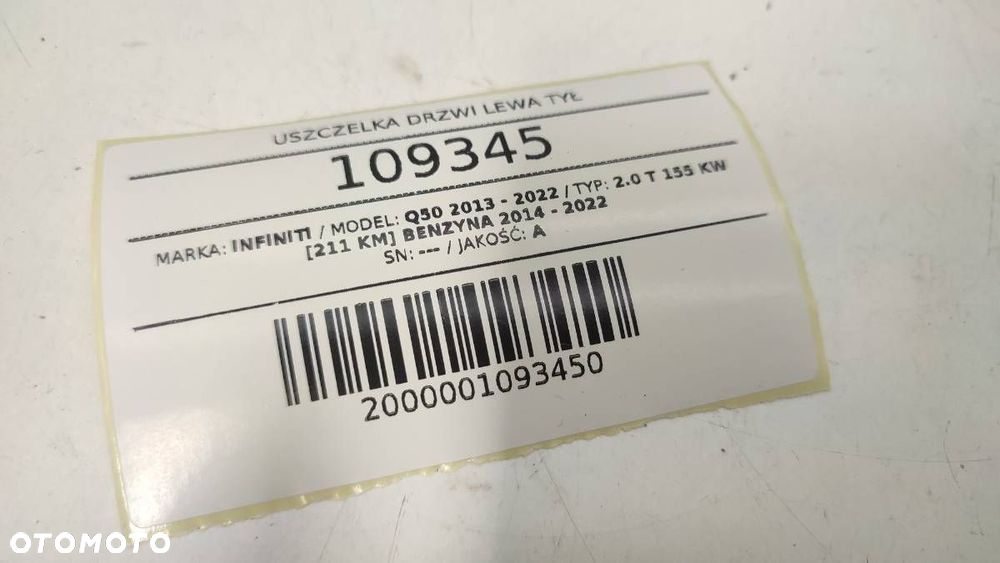 USZCZELKA DRZWI LEWA TYŁ
109345
MARKA: INFINITI / MODEL: Q50 2013 - 2022 / TYP: 2.0 T 155 KW
[211 KM] BENZYNA 2014 - 2022
SN: --- / JAKOŚĆ: A
2000001093450
OTOMOTO